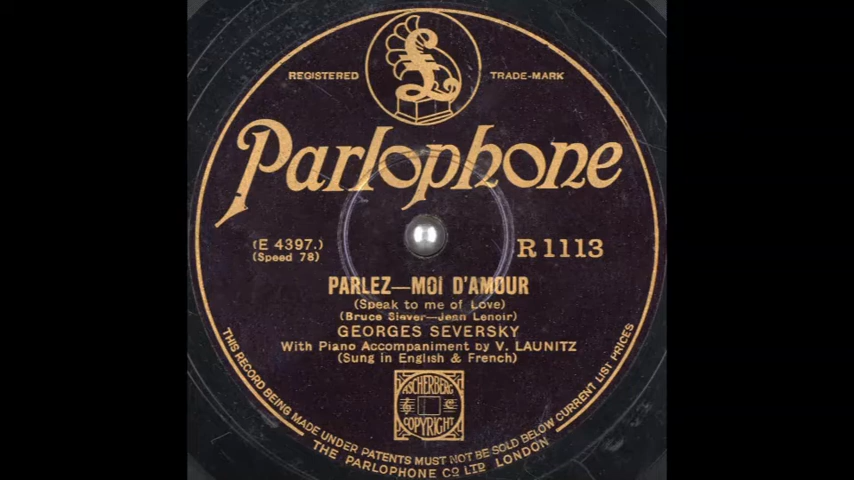 REGISTERED TRADE-MARK
Parlophone
(E 4397.)
(Speed 78)
R 1113
PARLEZ—MOI D'AMOUR
(Speak to me of Love)
(Bruce Siever—Jean Lenoir)
GEORGES SEVERSKY
With Piano Accompaniment by V. LAUNITZ
(Sung in English & French)
ASCHERBERG
COPYRIGHT
THIS RECORD BEING MADE UNDER PATENTS MUST NOT BE SOLD BELOW CURRENT LIST PRICES
THE PARLOPHONE CO LTD LONDON